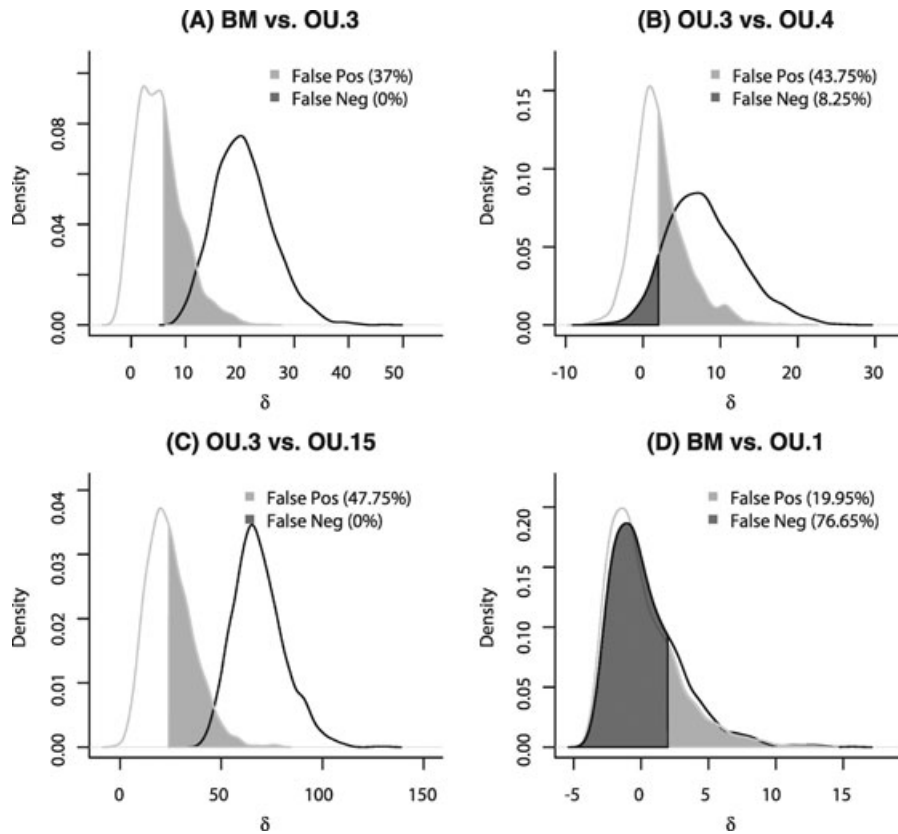 (A) BM vs. OU.3
False Pos (37%)
False Neg (0%)
Density
0.00 0.04 0.08
0 10 20 30 40 50
δ
(B) OU.3 vs. OU.4
False Pos (43.75%)
False Neg (8.25%)
Density
0.00 0.05 0.10 0.15
-10 0 10 20 30
δ
(C) OU.3 vs. OU.15
False Pos (47.75%)
False Neg (0%)
Density
0.00 0.01 0.02 0.03 0.04
0 50 100 150
δ
(D) BM vs. OU.1
False Pos (19.95%)
False Neg (76.65%)
Density
0.00 0.05 0.10 0.15 0.20
-5 0 5 10 15
δ